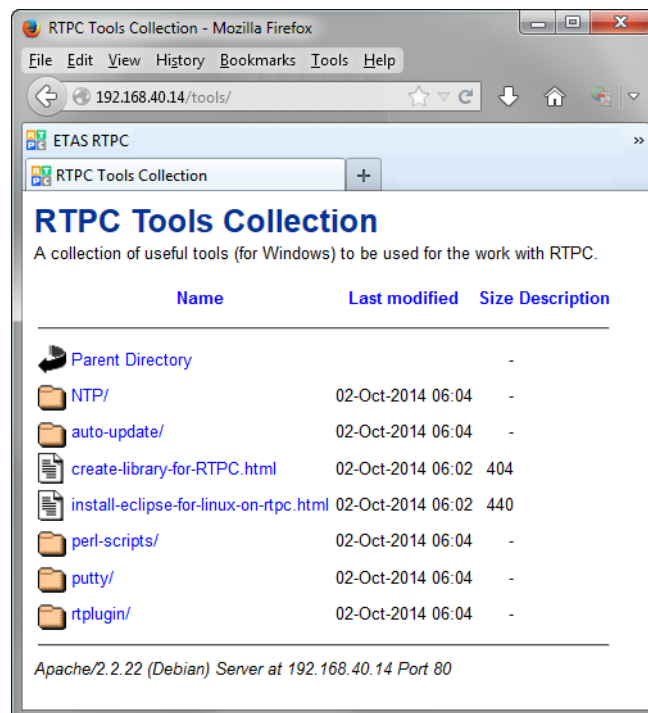 RTPC Tools Collection - Mozilla Firefox
File Edit View History Bookmarks Tools Help
192.168.40.14/tools/
ETAS RTPC
RTPC Tools Collection
RTPC Tools Collection
A collection of useful tools (for Windows) to be used for the work with RTPC.
Name Last modified Size Description
Parent Directory -
NTP/ 02-Oct-2014 06:04 -
auto-update/ 02-Oct-2014 06:04 -
create-library-for-RTPC.html 02-Oct-2014 06:02 404
install-eclipse-for-linux-on-rtpc.html 02-Oct-2014 06:02 440
perl-scripts/ 02-Oct-2014 06:04 -
putty/ 02-Oct-2014 06:04 -
rtplugin/ 02-Oct-2014 06:04 -
Apache/2.2.22 (Debian) Server at 192.168.40.14 Port 80